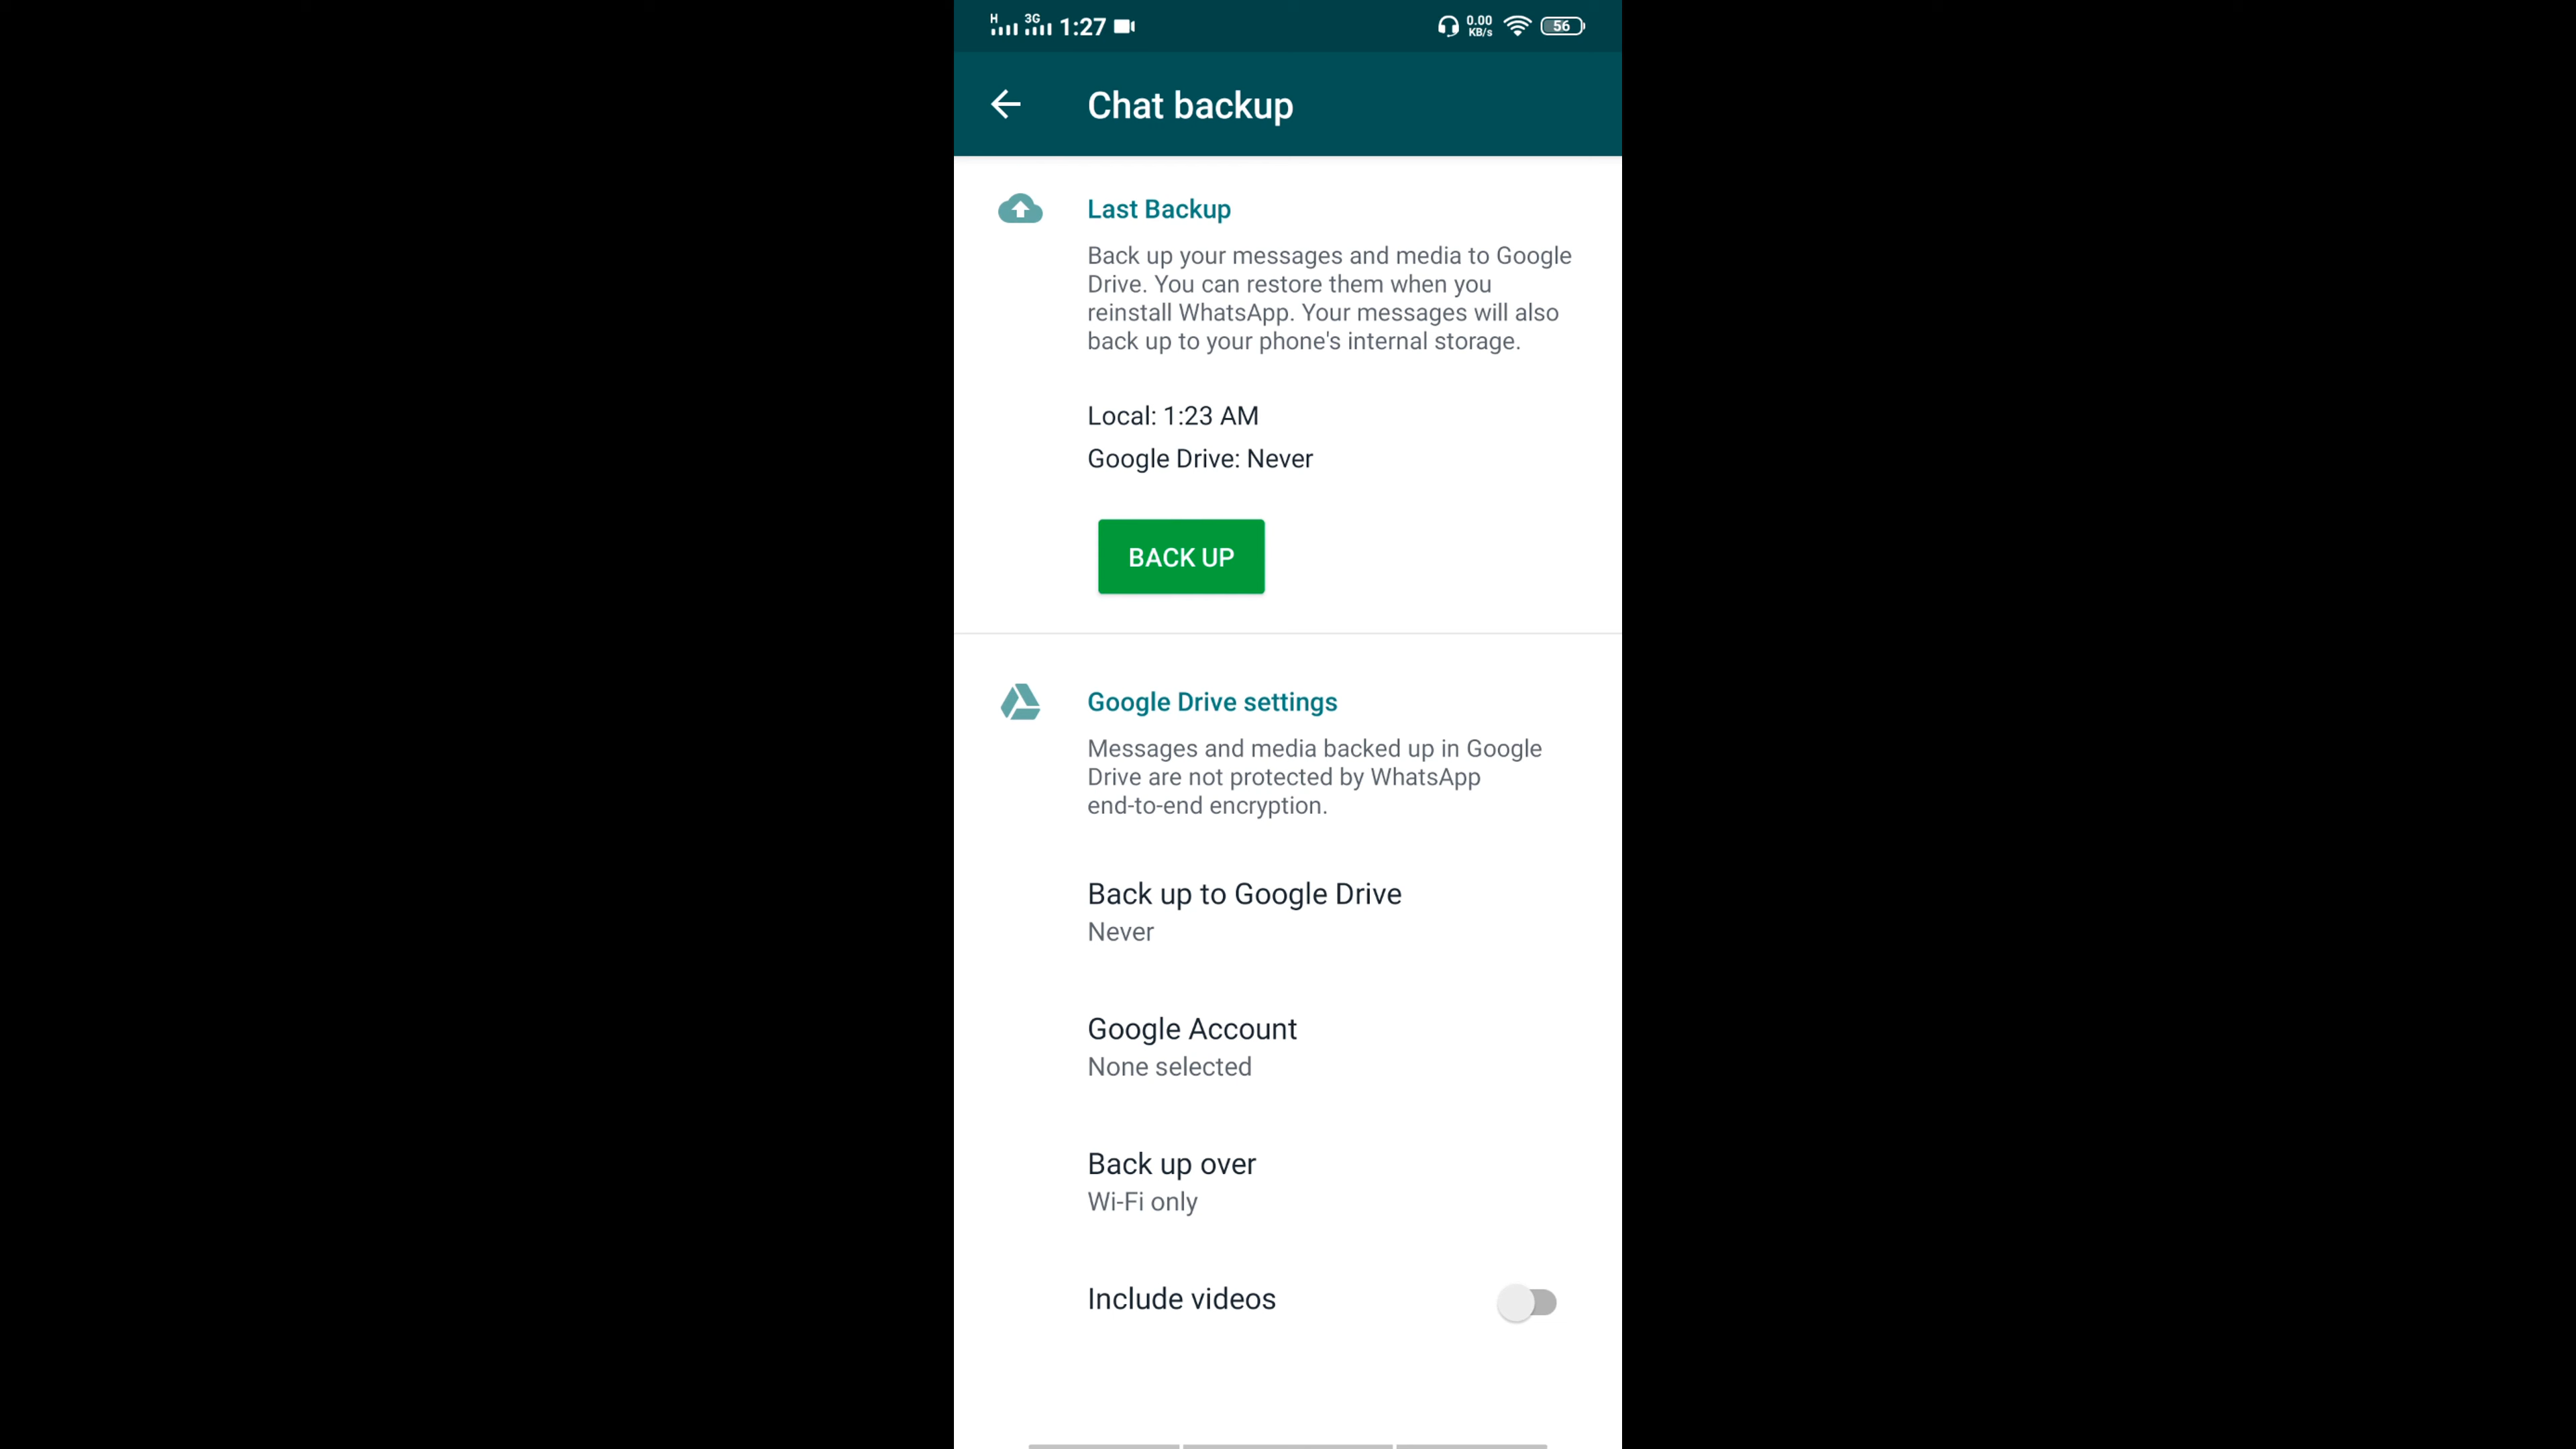 H 3G 1:27 0.00 KB/s 56
Chat backup
Last Backup
Back up your messages and media to Google
Drive. You can restore them when you
reinstall WhatsApp. Your messages will also
back up to your phone's internal storage.
Local: 1:23 AM
Google Drive: Never
BACK UP
Google Drive settings
Messages and media backed up in Google
Drive are not protected by WhatsApp
end-to-end encryption.
Back up to Google Drive
Never
Google Account
None selected
Back up over
Wi-Fi only
Include videos